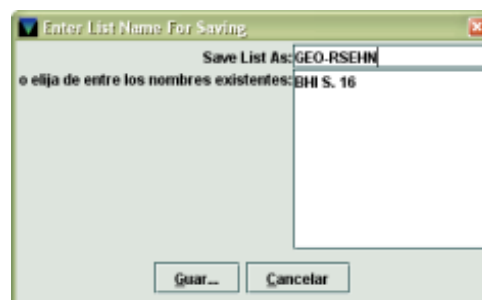 Enter List Name For Saving
Save List As: GEO-RSEHN
o elija de entre los nombres existentes: BHI S. 16
Guar...
Cancelar